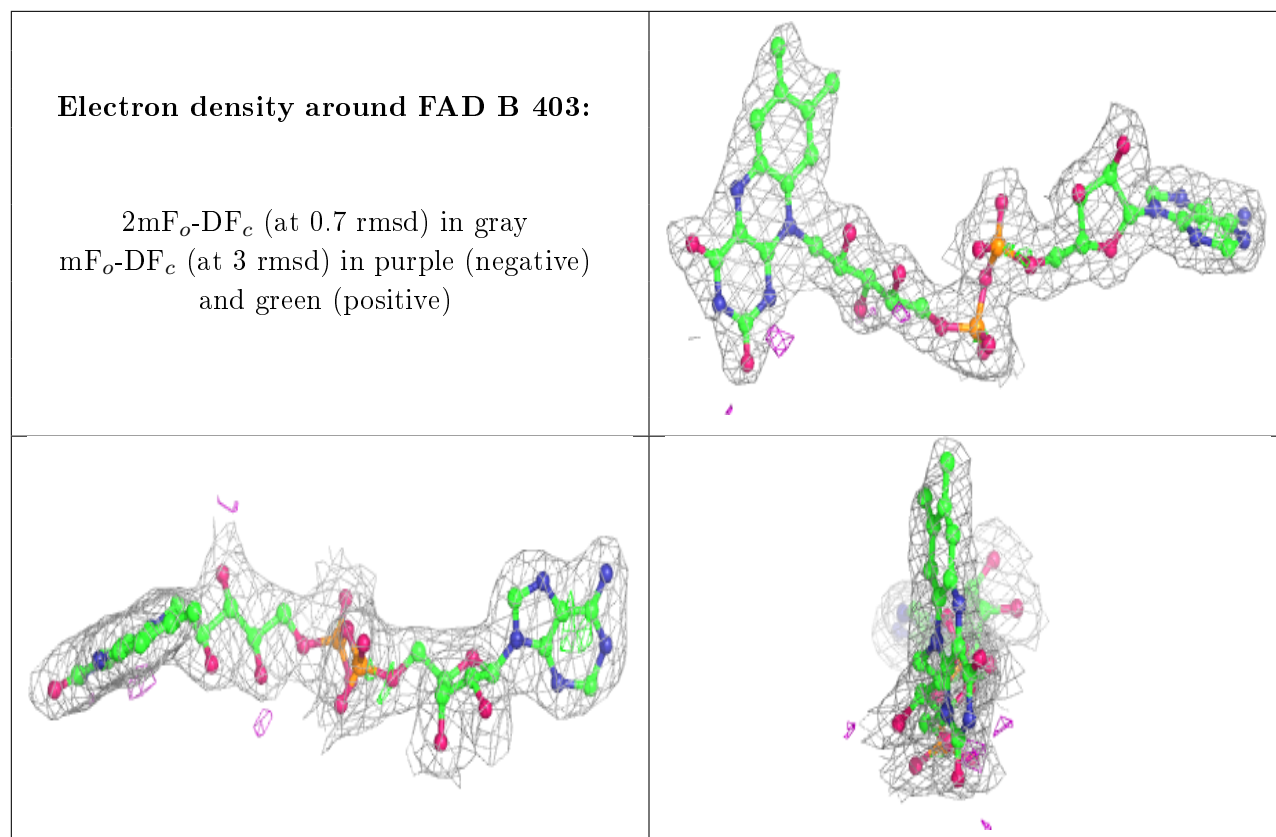 Electron density around FAD B 403:
2mFo-DFc (at 0.7 rmsd) in gray
mFo-DFc (at 3 rmsd) in purple (negative)
and green (positive)